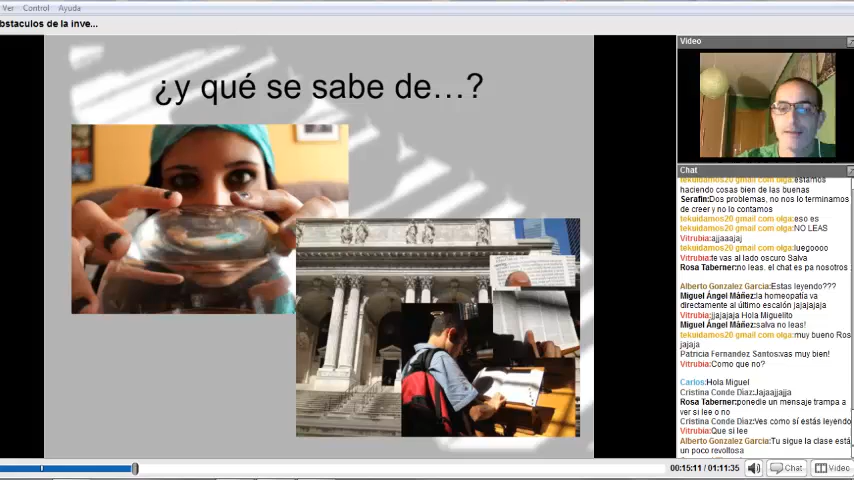 Ver Control Ayuda
bstaculos de la inve...
¿y qué se sabe de...?
Video
Chat
tekuidamos20 gmail com olga:estamos
haciendo cosas bien de las buenas
Serafin:Dos problemas, no nos lo terminamos
de creer y no lo contamos
tekuidamos20 gmail com olga:eso es
tekuidamos20 gmail com olga:NO LEAS
Vitrubia:ajjaaajaj
tekuidamos20 gmail com olga:luegoooo
Vitrubia:te vas al lado oscuro Salva
Rosa Taberner:no leas. el chat es pa nosotros
Alberto Gonzalez Garcia:Estas leyendo???
Miguel Ángel Máñez:la homeopatía va
directamente al último escalón jajajajaja
Vitrubia:jjajajaja Hola Miguelito
Miguel Ángel Máñez:salva no leas!
tekuidamos20 gmail com olga:muy bueno Ros
jajaja
Patricia Fernandez Santos:vas muy bien!
Vitrubia:Como que no?
Carlos:Hola Miguel
Cristina Conde Diaz:Jajaajjajja
Rosa Taberner:ponedle un mensaje trampa a
ver si lee o no
Cristina Conde Diaz:Ves como sí estás leyendo
Vitrubia:Que si lee
Alberto Gonzalez Garcia:Tu sigue la clase está
un poco revoltosa
00:15:11 / 01:11:35
Chat
Video